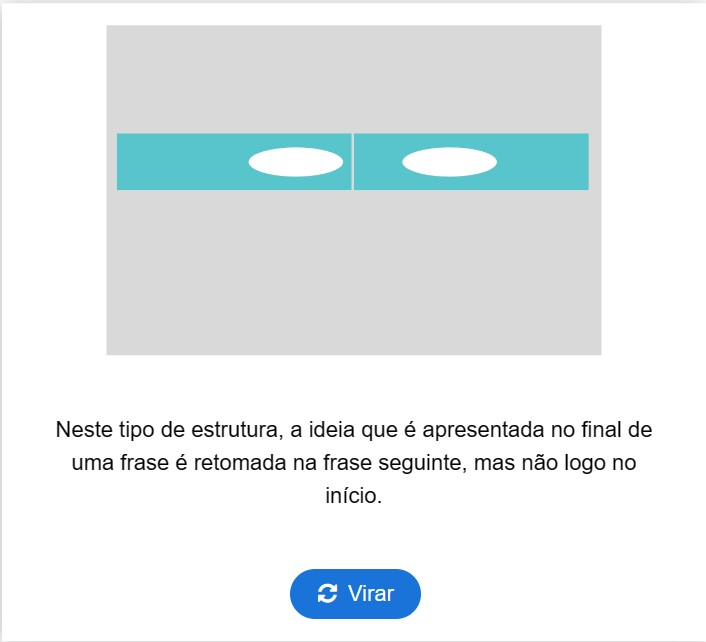 Neste tipo de estrutura, a ideia que é apresentada no final de
uma frase é retomada na frase seguinte, mas não logo no
início.
Virar